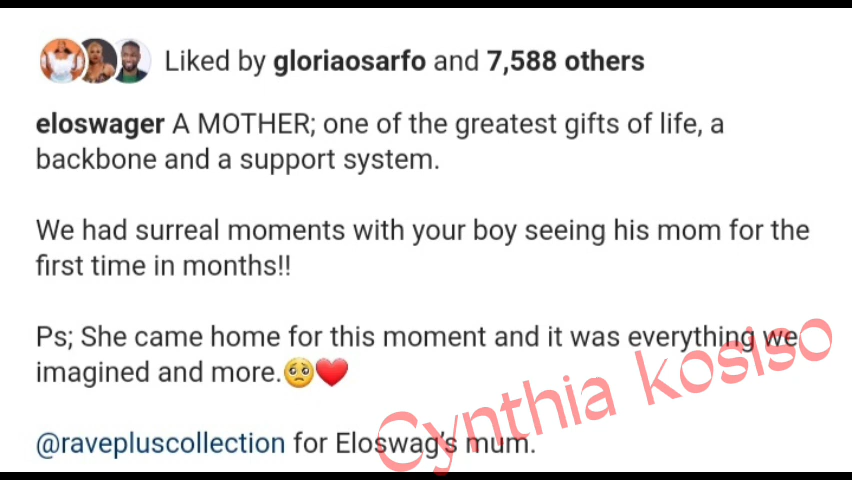 Liked by gloriaosarfo and 7,588 others
eloswager A MOTHER; one of the greatest gifts of life, a
backbone and a support system.
We had surreal moments with your boy seeing his mom for the
first time in months!!
Ps; She came home for this moment and it was everything we
imagined and more.🥺❤️
@ravepluscollection for Eloswag's mum.
Cynthia kosiso